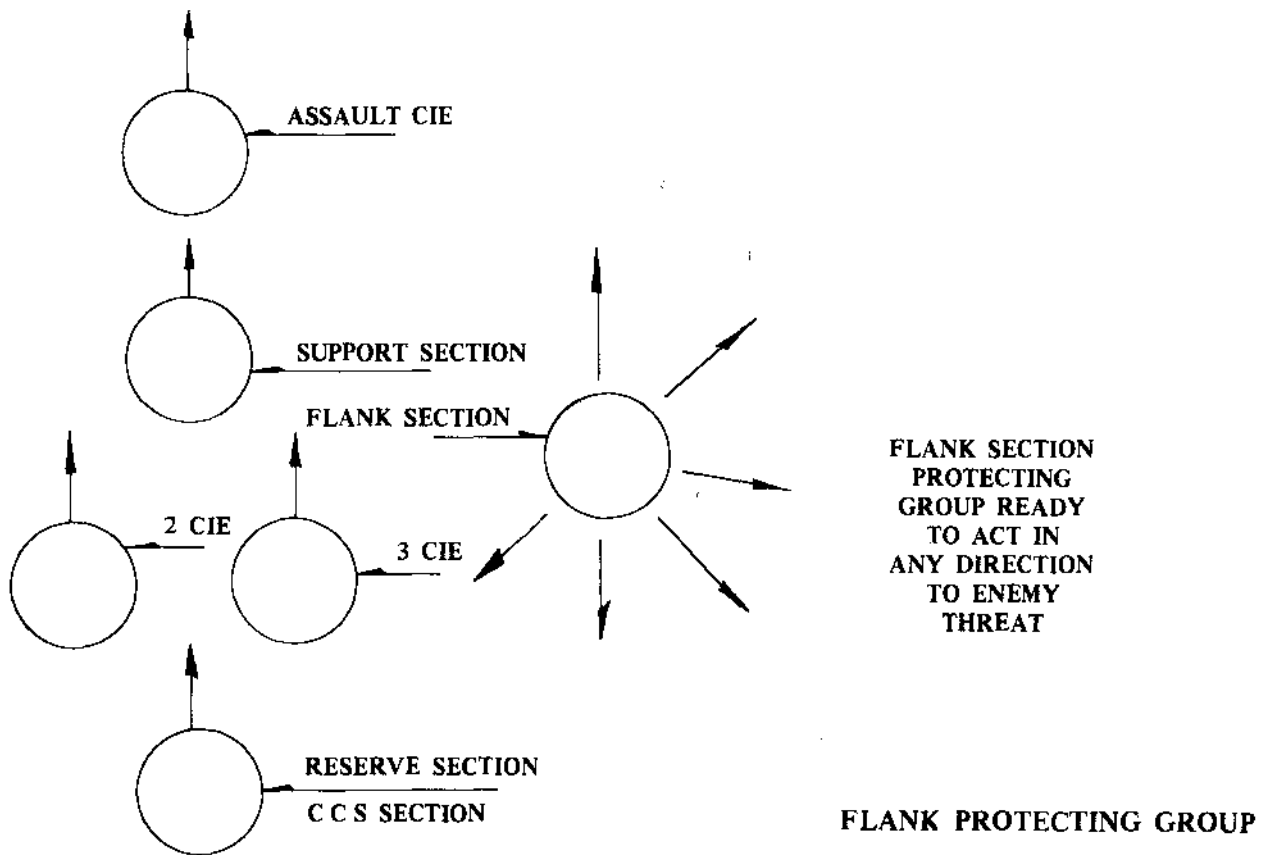 ASSAULT CIE
SUPPORT SECTION
FLANK SECTION
2 CIE
3 CIE
RESERVE SECTION
C C S SECTION
FLANK SECTION
PROTECTING
GROUP READY
TO ACT IN
ANY DIRECTION
TO ENEMY
THREAT
FLANK PROTECTING GROUP